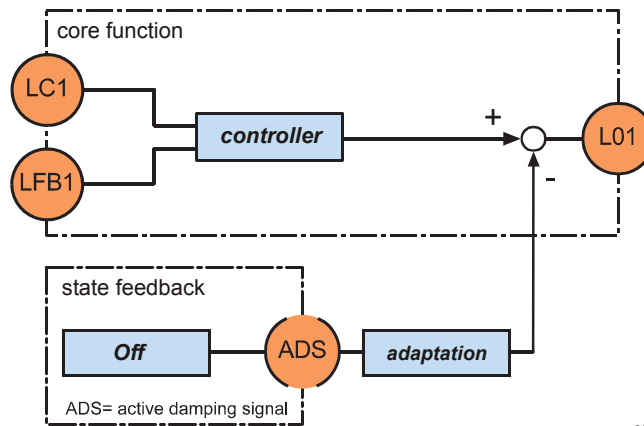 core function
LC1
controller
+
L01
LFB1
-
state feedback
Off
ADS
adaptation
ADS= active damping signal